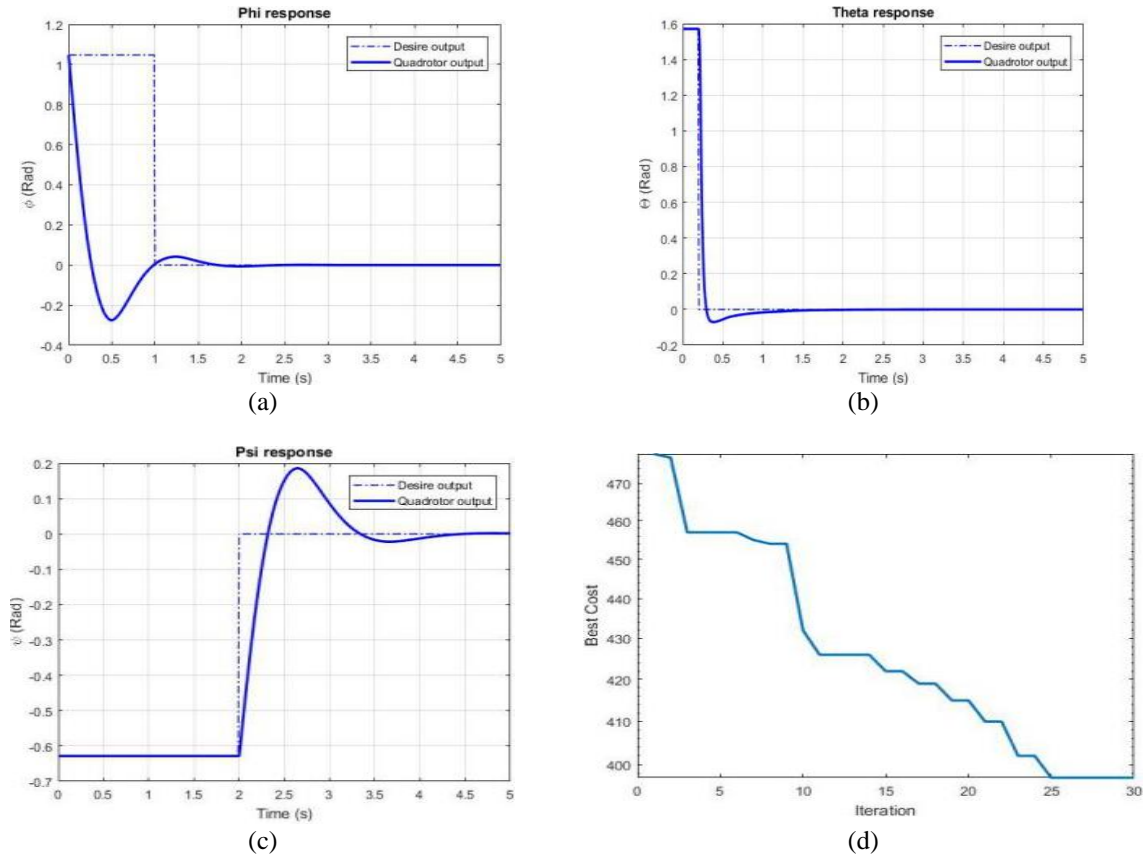 Phi response
1.2
1
0.8
0.6
0.4
0.2
0
-0.2
-0.4
ϕ (Rad)
Desire output
Quadrotor output
0 0.5 1 1.5 2 2.5 3 3.5 4 4.5 5
Time (s)
(a)
Theta response
1.6
1.4
1.2
1
0.8
0.6
0.4
0.2
0
-0.2
Θ (Rad)
Desire output
Quadrotor output
0 0.5 1 1.5 2 2.5 3 3.5 4 4.5 5
Time (s)
(b)
Psi response
0.2
0.1
0
-0.1
-0.2
-0.3
-0.4
-0.5
-0.6
-0.7
ψ (Rad)
Desire output
Quadrotor output
0 0.5 1 1.5 2 2.5 3 3.5 4 4.5 5
Time (s)
(c)
470
460
450
440
430
420
410
400
Best Cost
0 5 10 15 20 25 30
Iteration
(d)